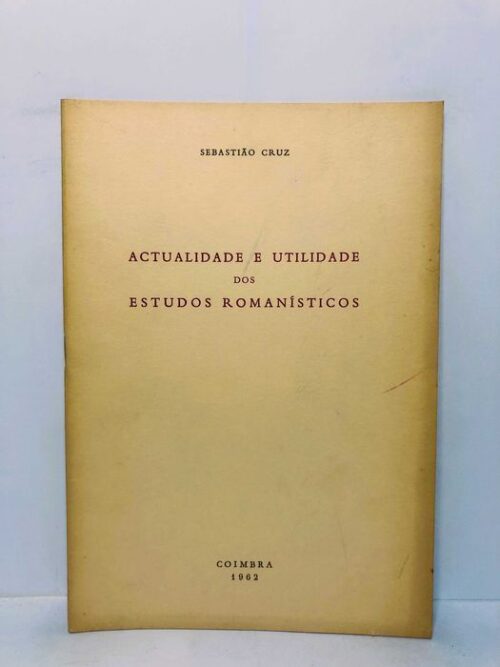 SEBASTIÃO CRUZ
ACTUALIDADE E UTILIDADE
DOS
ESTUDOS ROMANÍSTICOS
COIMBRA
1962